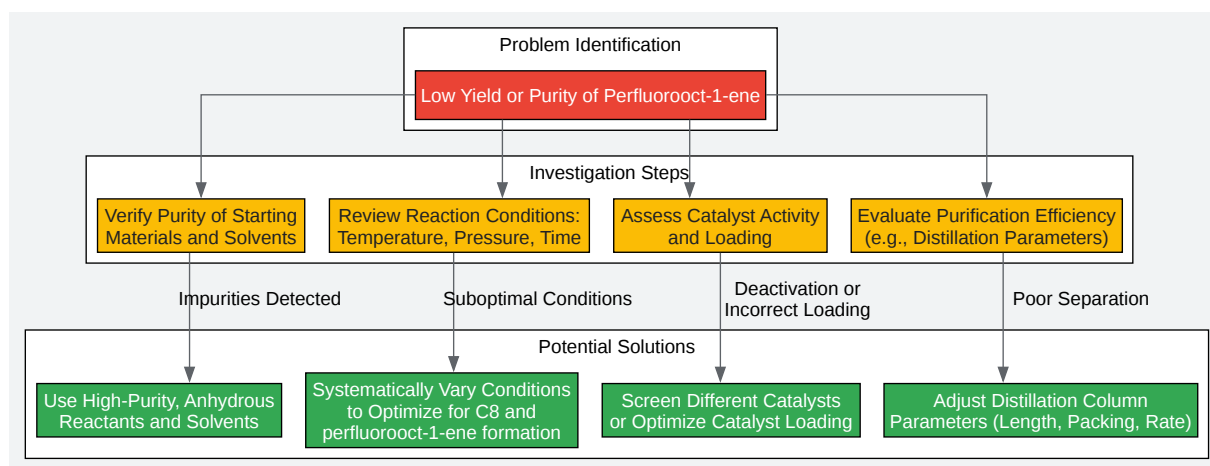 Problem Identification
Low Yield or Purity of Perfluorooct-1-ene
Investigation Steps
Verify Purity of Starting
Materials and Solvents
Review Reaction Conditions:
Temperature, Pressure, Time
Assess Catalyst Activity
and Loading
Evaluate Purification Efficiency
(e.g., Distillation Parameters)
Impurities Detected
Suboptimal Conditions
Deactivation or
Incorrect Loading
Poor Separation
Potential Solutions
Use High-Purity, Anhydrous
Reactants and Solvents
Systematically Vary Conditions
to Optimize for C8 and
perfluorooct-1-ene formation
Screen Different Catalysts
or Optimize Catalyst Loading
Adjust Distillation Column
Parameters (Length, Packing, Rate)